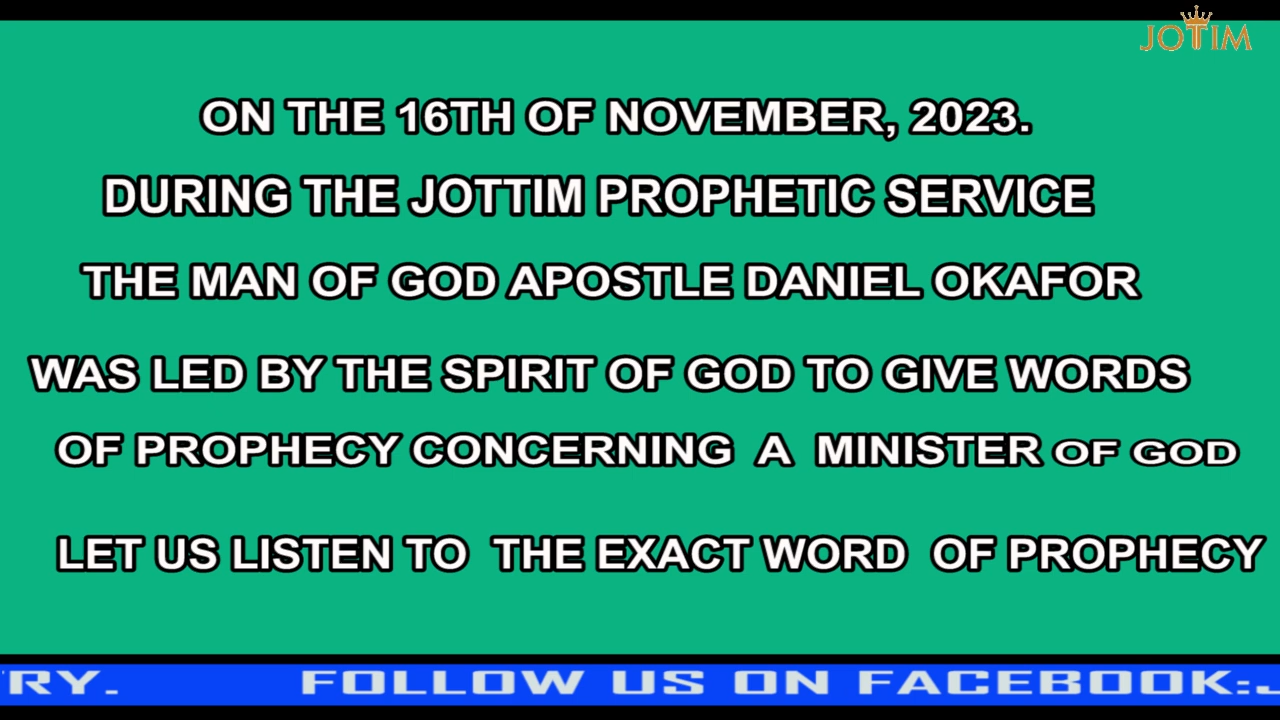 JOTIM
ON THE 16TH OF NOVEMBER, 2023.
DURING THE JOTTIM PROPHETIC SERVICE
THE MAN OF GOD APOSTLE DANIEL OKAFOR
WAS LED BY THE SPIRIT OF GOD TO GIVE WORDS
OF PROPHECY CONCERNING A MINISTER OF GOD
LET US LISTEN TO THE EXACT WORD OF PROPHECY
RY. FOLLOW US ON FACEBOOK: